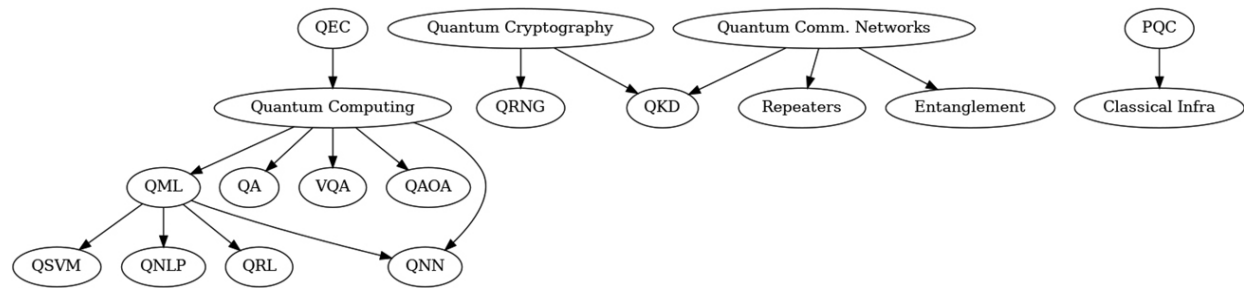 QEC
Quantum Cryptography
Quantum Comm. Networks
PQC
Quantum Computing
QRNG
QKD
Repeaters
Entanglement
Classical Infra
QML
QA
VQA
QAOA
QSVM
QNLP
QRL
QNN